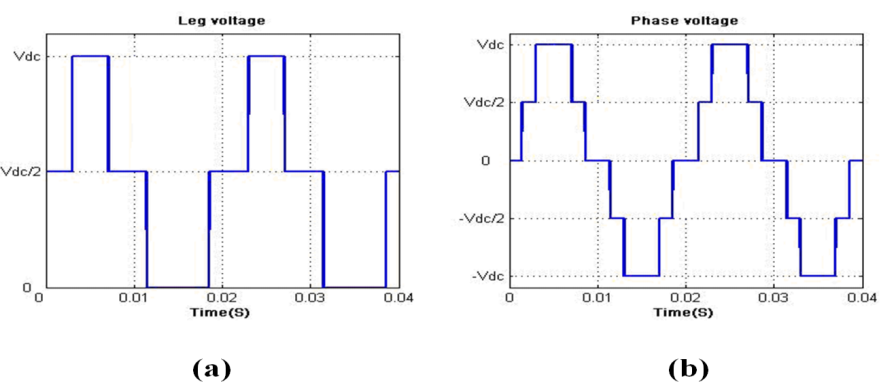 Leg voltage
Vdc
Vdc/2
0
0 0.01 0.02 0.03 0.04
Time(S)
(a)
Phase voltage
Vdc
Vdc/2
0
-Vdc/2
-Vdc
0 0.01 0.02 0.03 0.04
Time(S)
(b)